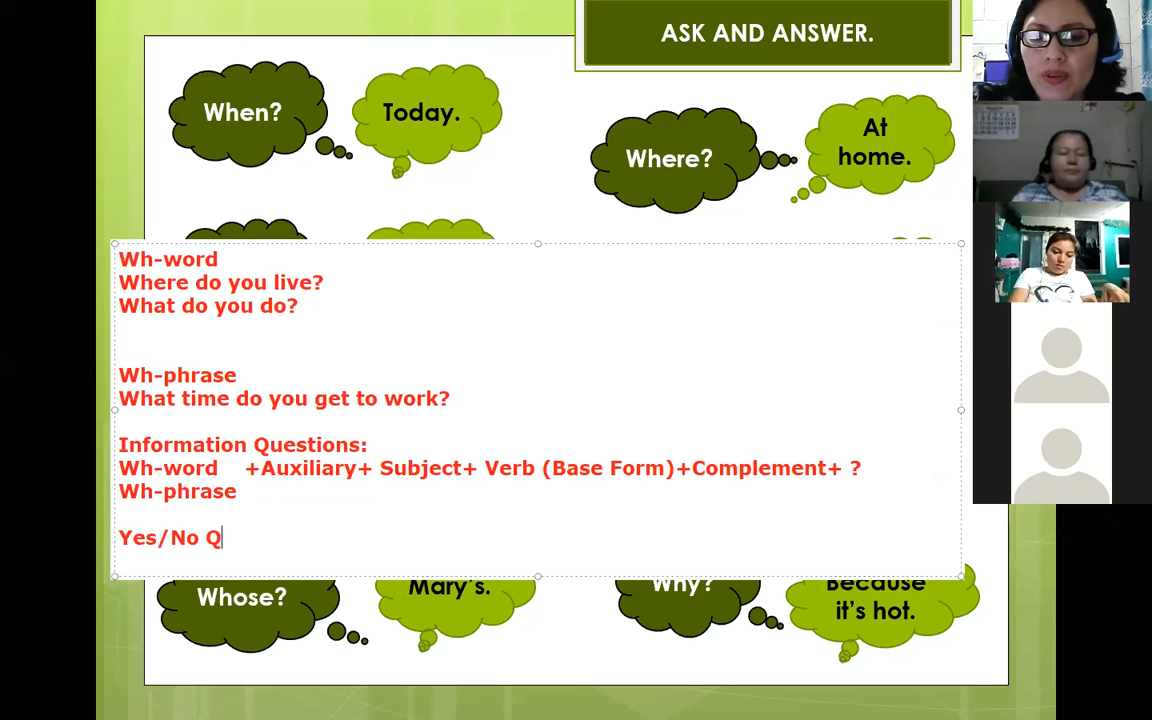 ASK AND ANSWER.
When?
Today.
Where?
At
home.
Wh-word
Where do you live?
What do you do?
Wh-phrase
What time do you get to work?
Information Questions:
Wh-word +Auxiliary+ Subject+ Verb (Base Form)+Complement+ ?
Wh-phrase
Yes/No Q
Whose?
Mary's.
Why?
Because
it's hot.